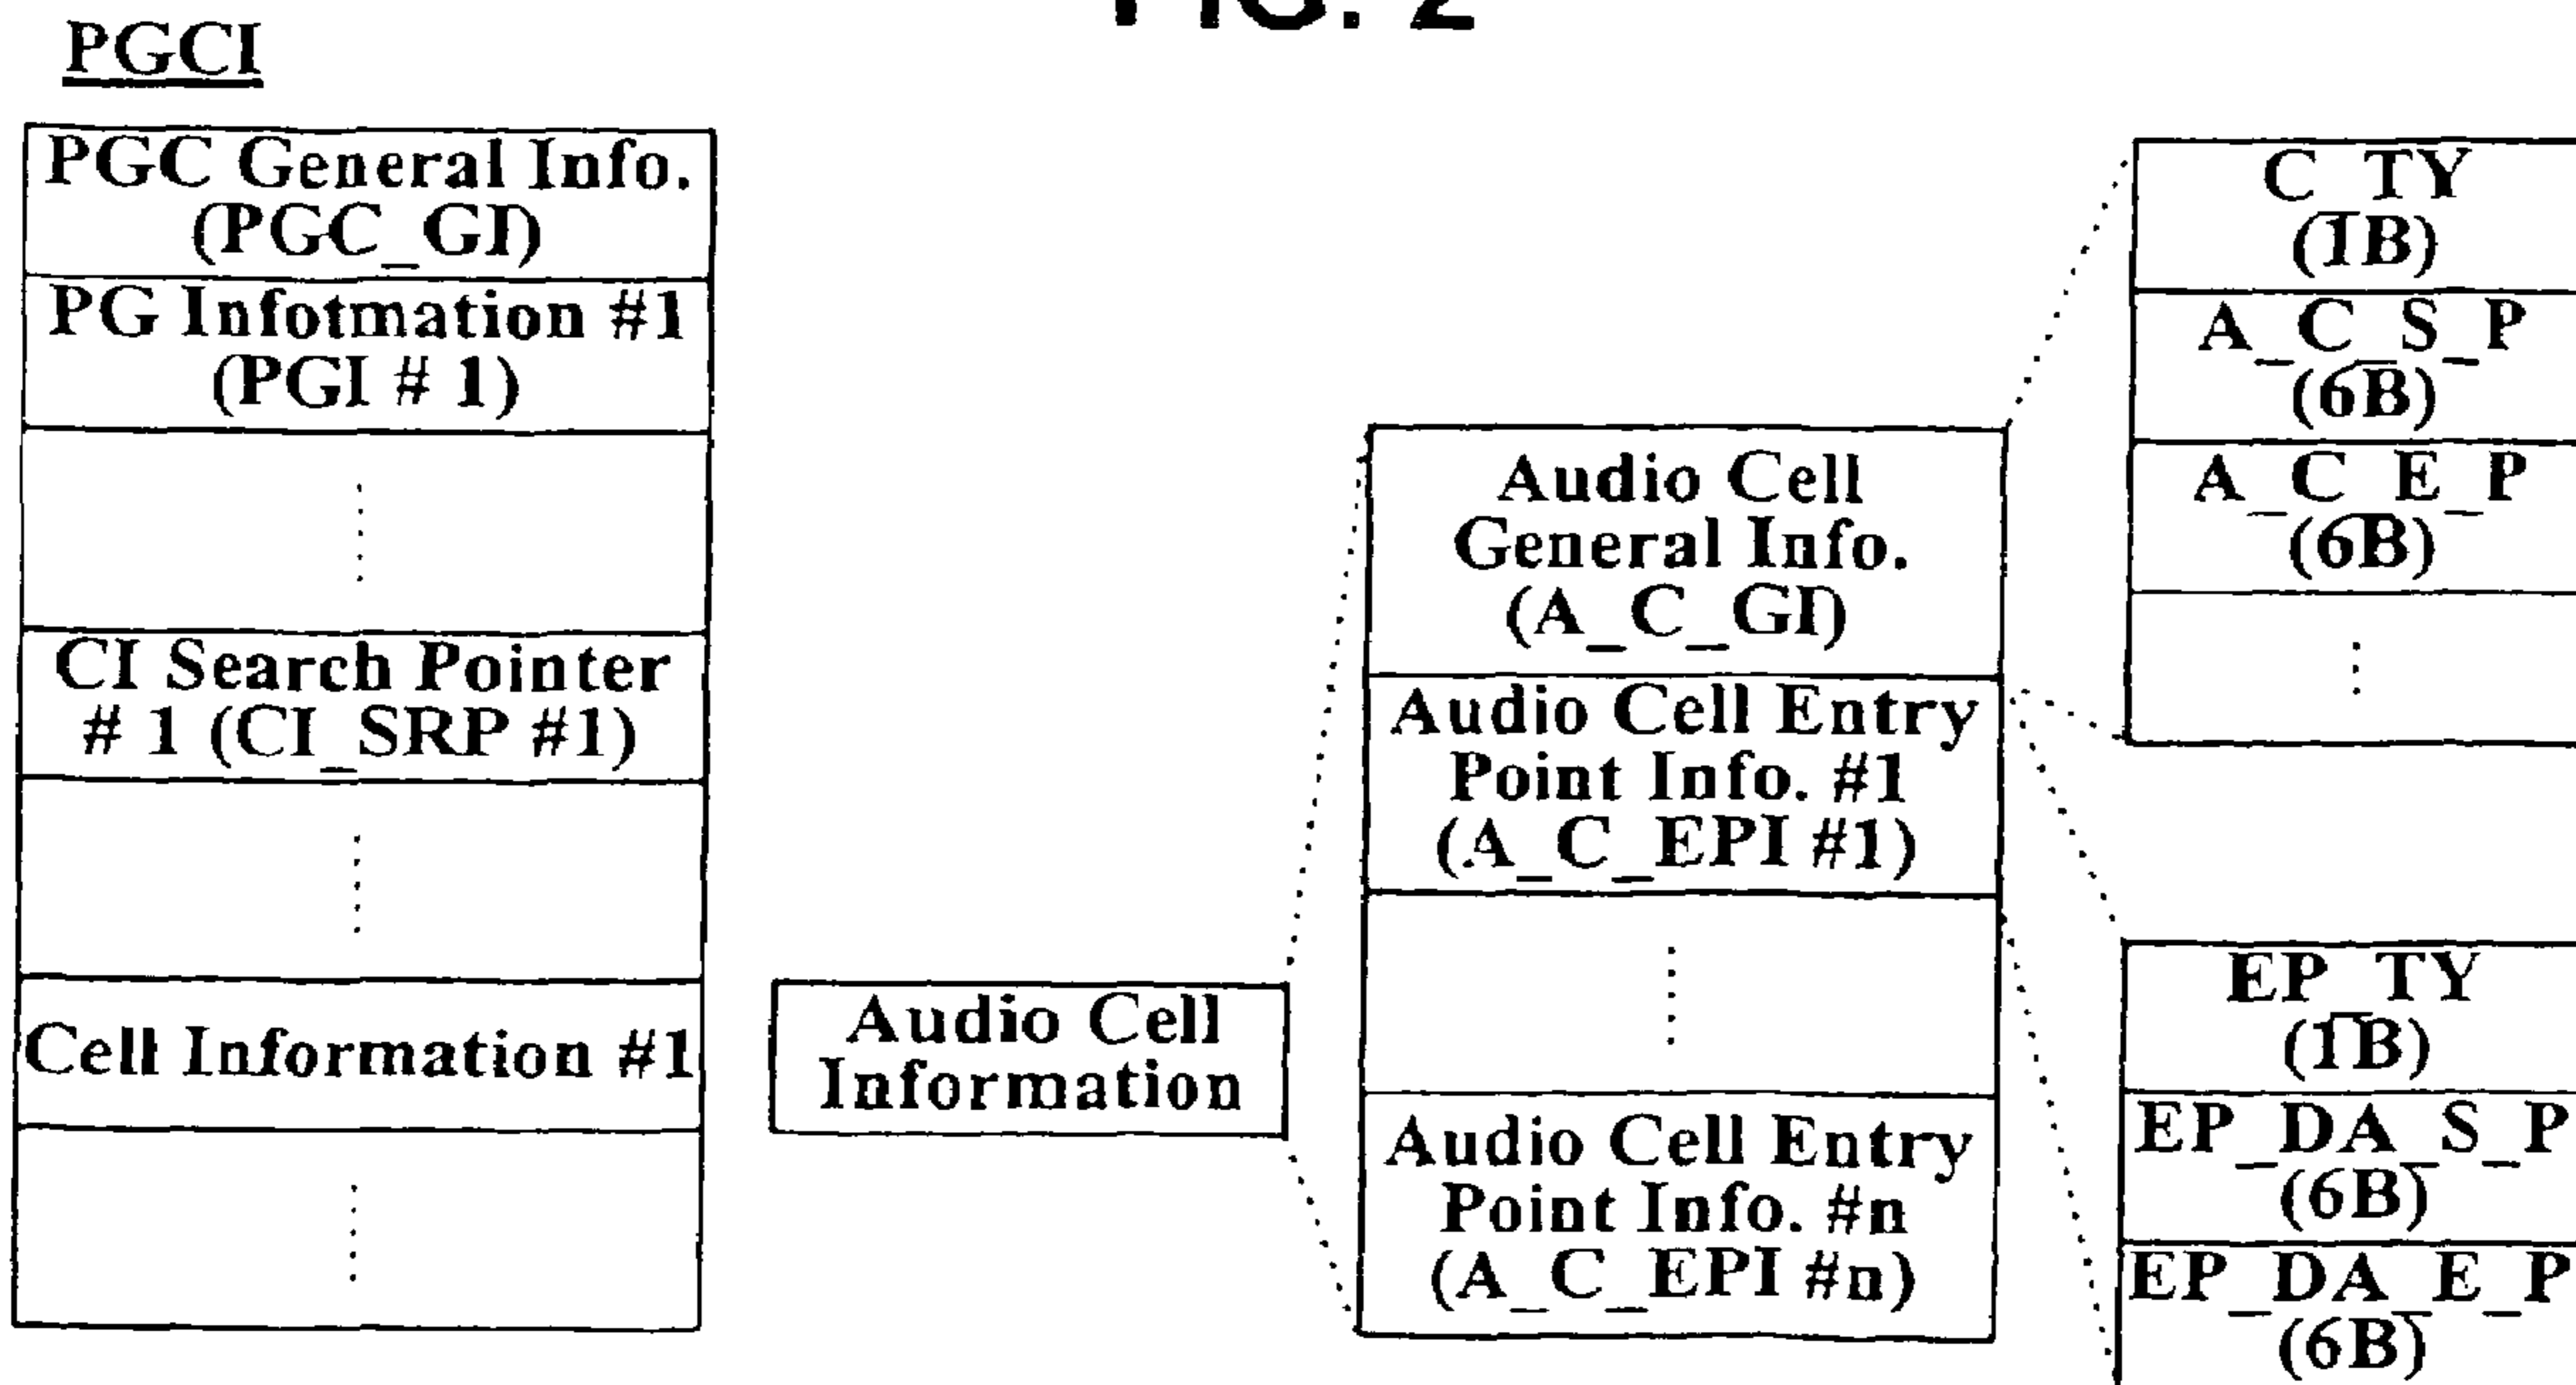 FIG. 2
PGCI
PGC General Info.
(PGC_GI)
PG Infotmation #1
(PGI # 1)
CI Search Pointer
# 1 (CI_SRP #1)
Cell Information #1
Audio Cell
Information
Audio Cell
General Info.
(A_C_GI)
Audio Cell Entry
Point Info. #1
(A_C_EPI #1)
Audio Cell Entry
Point Info. #n
(A_C_EPI #n)
C_TY
(1B)
A_C_S_P
(6B)
A_C_E_P
(6B)
EP_TY
(1B)
EP_DA_S_P
(6B)
EP_DA_E_P
(6B)